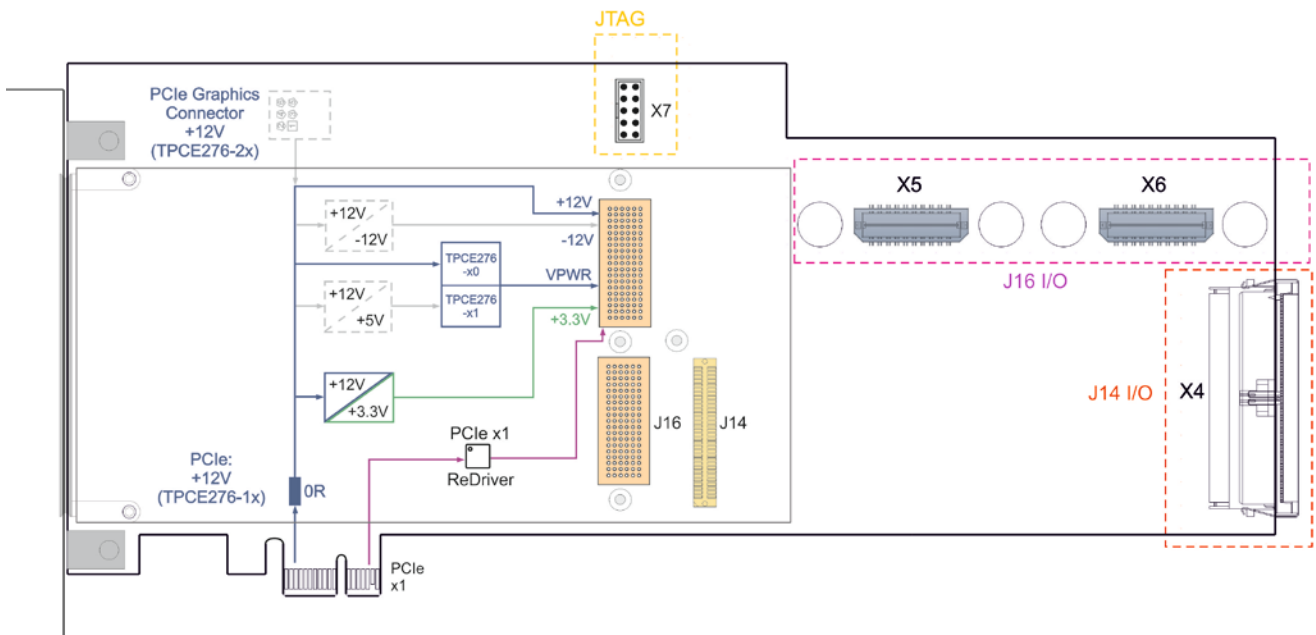 JTAG
X7
PCIe Graphics
Connector
+12V
(TPCE276-2x)
X5
X6
J16 I/O
+12V
-12V
+12V
-12V
TPCE276
-x0
VPWR
+12V
+5V
TPCE276
-x1
+3.3V
+12V
+3.3V
J16
J14
J14 I/O
X4
PCIe x1
ReDriver
PCIe:
+12V
(TPCE276-1x)
0R
PCIe
x1